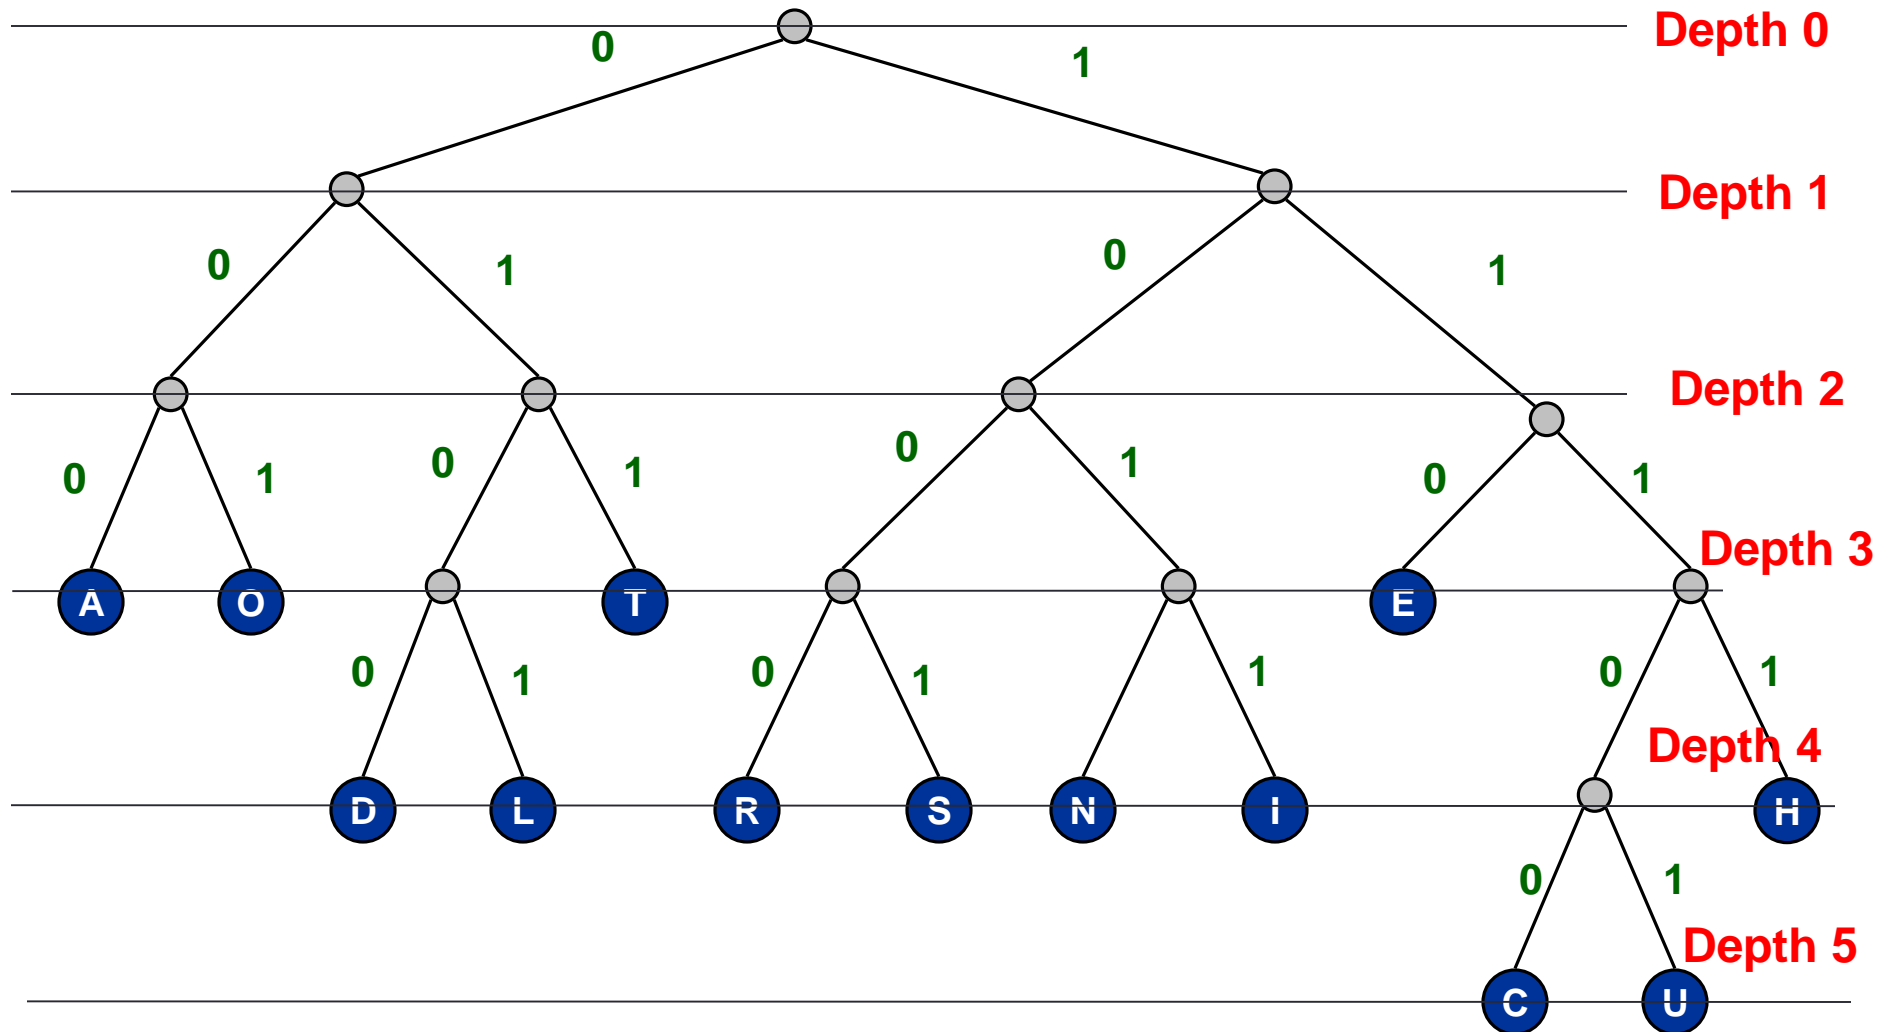 Depth 0
0 1
Depth 1
0 1 0 1
Depth 2
0 1 0 1 0 1 0 1
Depth 3
A O T E
0 1 0 1 1 0 1
Depth 4
D L R S N I H
0 1
Depth 5
C U